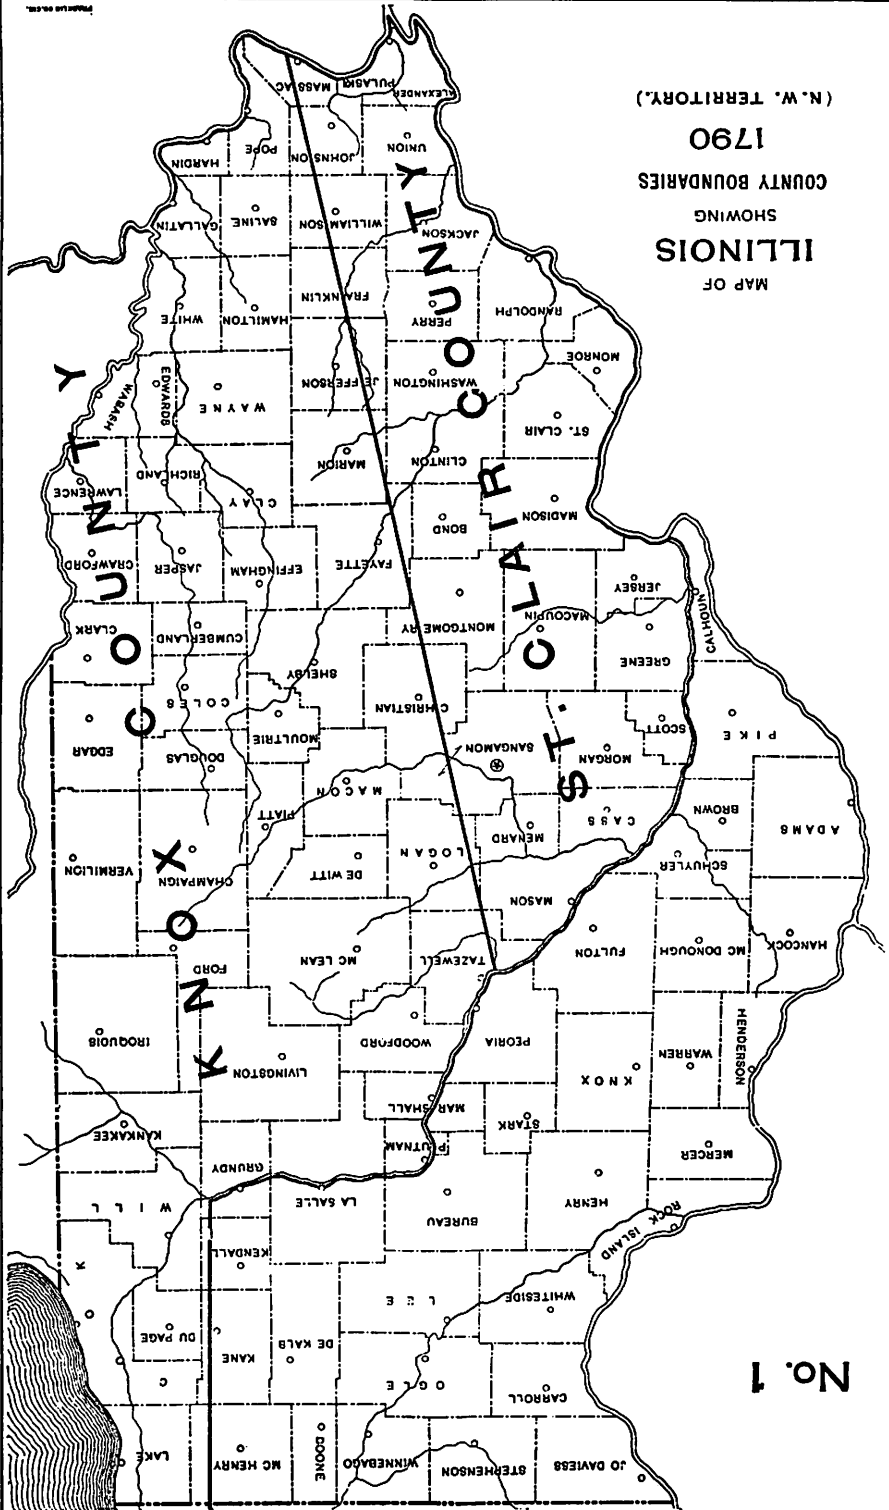 No. 1
JO DAVIESS
STEPHENSON
WINNEBAGO
BOONE
MC HENRY
LAKE
CARROLL
OGLE
DE KALB
KANE
DU PAGE
C
K
WHITESIDE
LEE
KENDALL
WILL
ROCK ISLAND
HENRY
BUREAU
LA SALLE
GRUNDY
MERCER
STARK
PUTNAM
MARSHALL
KANKAKEE
HENDERSON
WARREN
KNOX
PEORIA
WOODFORD
LIVINGSTON
IROQUOIS
HANCOCK
MC DONOUGH
FULTON
TAZEWELL
MC LEAN
FORD
ADAMS
SCHUYLER
BROWN
CASS
MASON
MENARD
LOGAN
DE WITT
PIATT
CHAMPAIGN
VERMILION
PIKE
SCOTT
MORGAN
SANGAMON
CHRISTIAN
MACON
MOULTRIE
DOUGLAS
EDGAR
CALHOUN
GREENE
JERSEY
MACOUPIN
MONTGOMERY
SHELBY
COLES
CUMBERLAND
CLARK
MADISON
BOND
FAYETTE
EFFINGHAM
JASPER
CRAWFORD
ST. CLAIR
CLINTON
MARION
CLAY
RICHLAND
LAWRENCE
MONROE
WASHINGTON
JEFFERSON
WAYNE
EDWARDS
WABASH
RANDOLPH
PERRY
FRANKLIN
HAMILTON
WHITE
JACKSON
WILLIAMSON
SALINE
GALLATIN
UNION
JOHNSON
POPE
HARDIN
ALEXANDER
PULASKI
MASSAC
ST. CLAIR COUNTY
KNOX COUNTY
MAP OF
ILLINOIS
SHOWING
COUNTY BOUNDARIES
1790
(N.W. TERRITORY.)